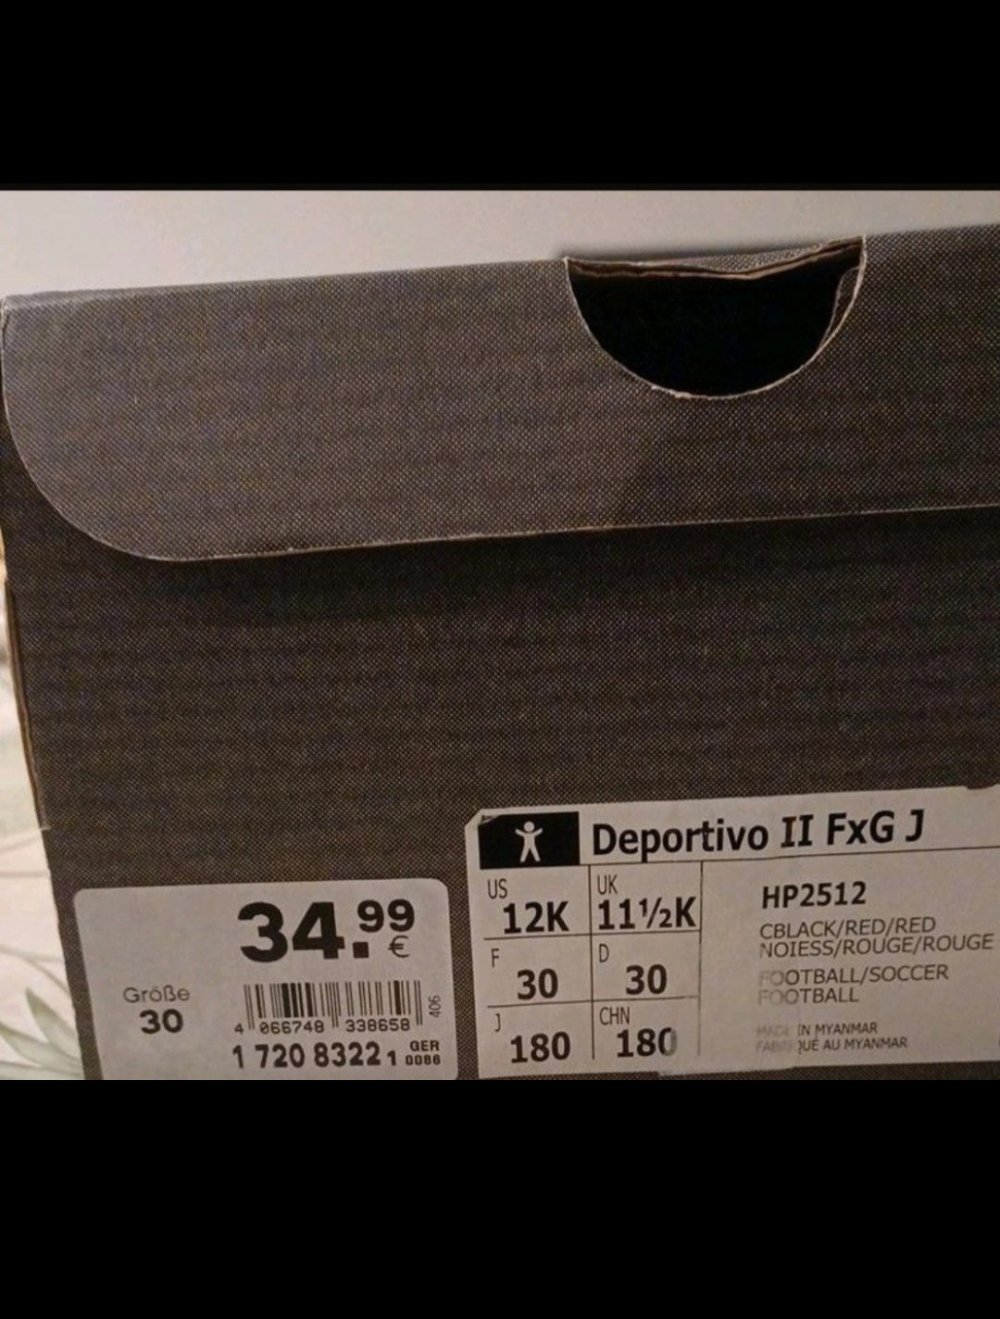 34.99
€
Größe
30
4 066748 338658
406
1 720 8322 1 GER
0086
Deportivo II FxG J
US
12K
UK
11½K
F
30
D
30
J
180
CHN
180
HP2512
CBLACK/RED/RED
NOIESS/ROUGE/ROUGE
FOOTBALL/SOCCER
FOOTBALL
MADE IN MYANMAR
FABRIQUÉ AU MYANMAR